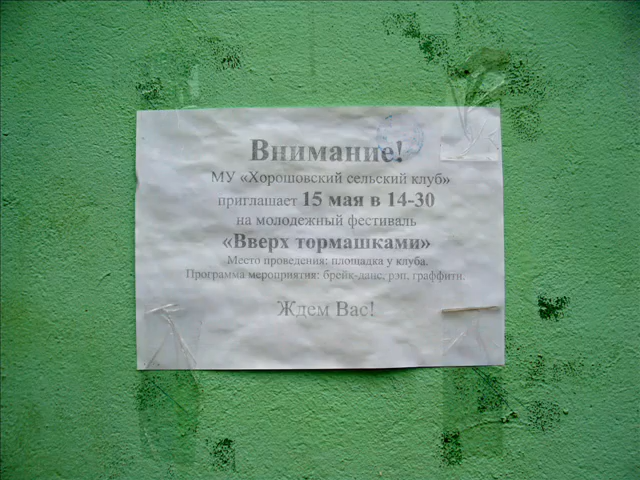 Внимание!
МУ «Хорошовский сельский клуб»
приглашает 15 мая в 14-30
на молодежный фестиваль
«Вверх тормашками»
Место проведения: площадка у клуба.
Программа мероприятия: брейк-данс, рэп, граффити.
Ждем Вас!